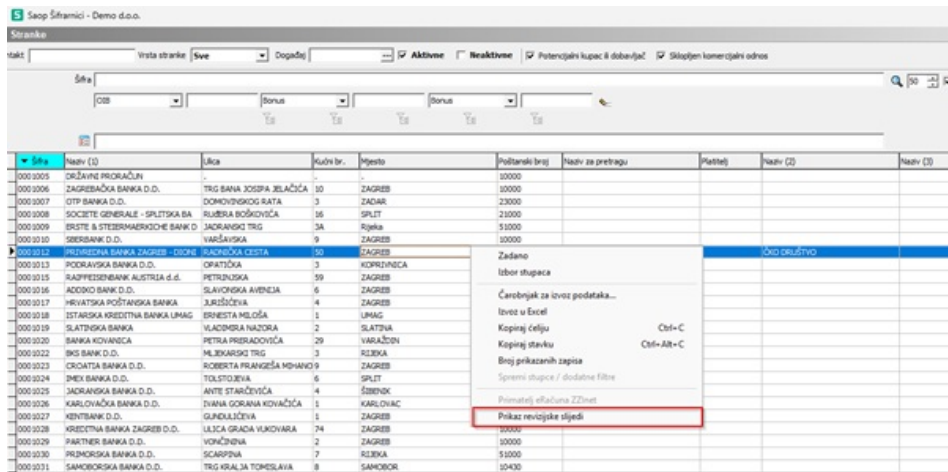 Saop Šifrarnici - Demo d.o.o.
Stranke
ntakt Vrsta stranke Sve Događaj ... Aktivne Neaktivne Potencijalni kupac ili dobavljač Sklopljen komercijalni odnos
Šifra 50
OIB Bonus Bonus
Šifra Naziv (1) Ulica Kućni br. Mjesto Poštanski broj Naziv za pretragu Platitelj Naziv (2) Naziv (3)
0001005 DRŽAVNI PRORAČUN . . . 10000
0001006 ZAGREBAČKA BANKA D.D. TRG BANA JOSIPA JELAČIĆA 10 ZAGREB 10000
0001007 OTP BANKA D.D. DOMOVINSKOG RATA 3 ZADAR 23000
0001008 SOCIETE GENERALE - SPLITSKA BA RUĐERA BOŠKOVIĆA 16 SPLIT 21000
0001009 ERSTE & STEIERMAERKISCHE BANK D JADRANSKI TRG 3A Rijeka 51000
0001010 SBERBANK D.D. VARŠAVSKA 9 ZAGREB 10000
0001012 PRIVREDNA BANKA ZAGREB - DIONI RADNIČKA CESTA 50 ZAGREB ČKO DRUŠTVO
0001013 PODRAVSKA BANKA D.D. OPATIČKA 3 KOPRIVNICA
0001015 RAIFFEISENBANK AUSTRIA d.d. PETRINJSKA 59 ZAGREB
0001016 ADDIKO BANK D.D. SLAVONSKA AVENIJA 6 ZAGREB
0001017 HRVATSKA POŠTANSKA BANKA JURIŠIĆEVA 4 ZAGREB
0001018 ISTARSKA KREDITNA BANKA UMAG ERNESTA MILOŠA 1 UMAG
0001019 SLATINSKA BANKA VLADIMIRA NAZORA 2 SLATINA
0001020 BANKA KOVANICA PETRA PRERADOVIĆA 29 VARAŽDIN
0001022 BKS BANK D.D. MLJEKARSKI TRG 3 RIJEKA
0001023 CROATIA BANKA D.D. ROBERTA FRANGEŠA MIHANO 9 ZAGREB
0001024 IMEX BANKA D.D. TOLSTOJEVA 6 SPLIT
0001025 JADRANSKA BANKA D.D. ANTE STARČEVIĆA 4 ŠIBENIK
0001026 KARLOVAČKA BANKA D.D. IVANA GORANA KOVAČIĆA 1 KARLOVAC
0001027 KENTBANK D.D. GUNDULIĆEVA 1 ZAGREB
0001028 KREDITNA BANKA ZAGREB D.D. ULICA GRADA VUKOVARA 74 ZAGREB 10000
0001029 PARTNER BANKA D.D. VONČININA 2 ZAGREB 10000
0001030 PRIMORSKA BANKA D.D. SCARPINA 7 RIJEKA 51000
0001031 SAMOBORSKA BANKA D.D. TRG KRALJA TOMISLAVA 8 SAMOBOR 10430
Zadano
Izbor stupaca
Čarobnjak za izvoz podataka...
Izvoz u Excel
Kopiraj ćeliju Ctrl+C
Kopiraj stavku Ctrl+Alt+C
Broj prikazanih zapisa
Spremi stupce / dodatne filtre
Primatelj eRačuna ZZInet
Prikaz revizijske slijedi